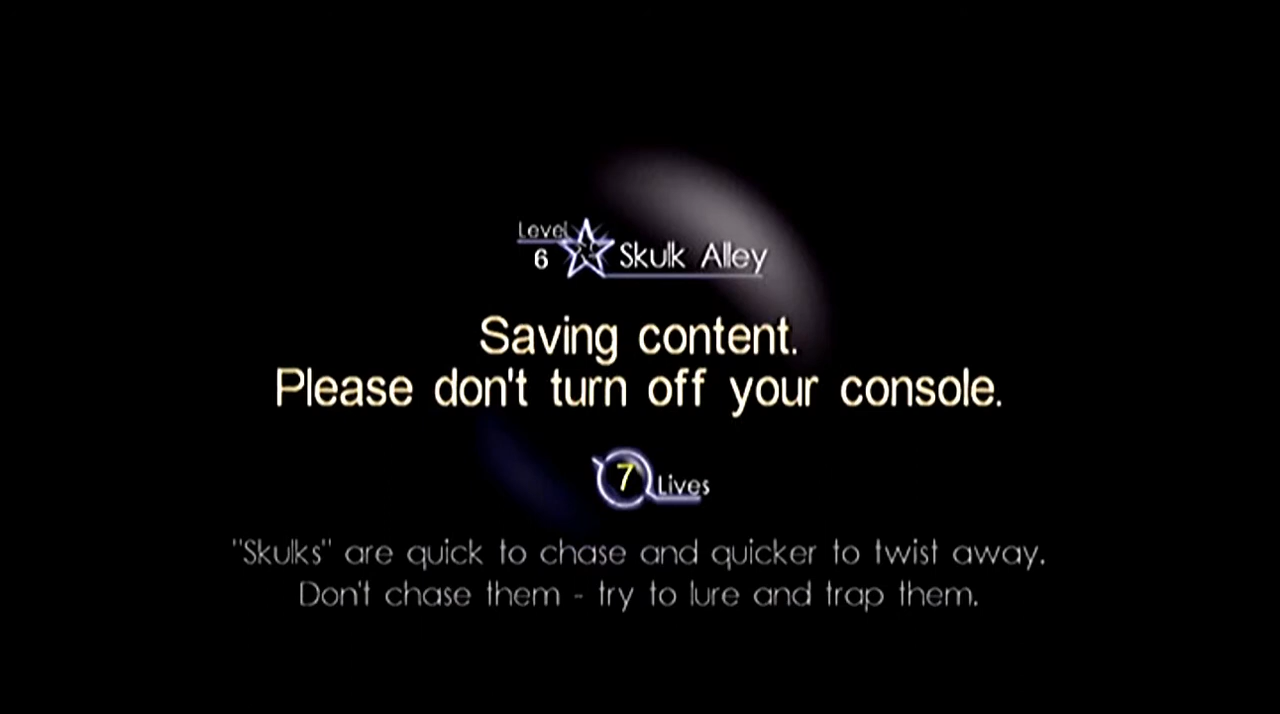 Level
6 Skulk Alley
Saving content.
Please don't turn off your console.
7 Lives
"Skulks" are quick to chase and quicker to twist away.
Don't chase them - try to lure and trap them.